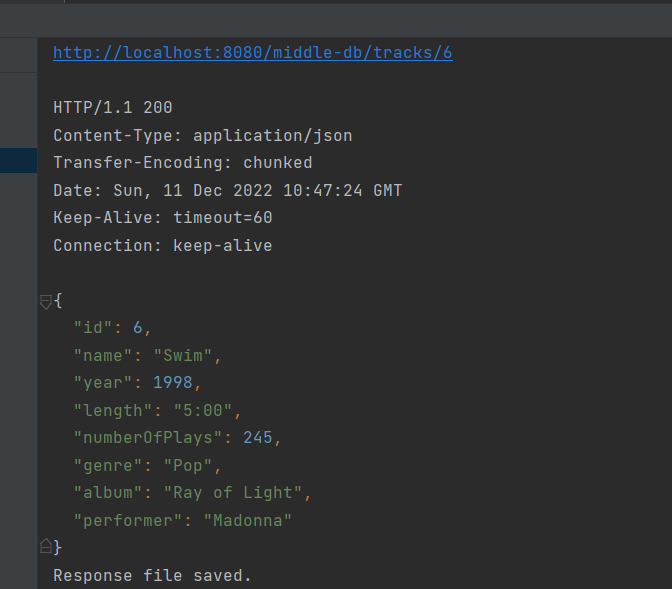 http://localhost:8080/middle-db/tracks/6
HTTP/1.1 200
Content-Type: application/json
Transfer-Encoding: chunked
Date: Sun, 11 Dec 2022 10:47:24 GMT
Keep-Alive: timeout=60
Connection: keep-alive
{
"id": 6,
"name": "Swim",
"year": 1998,
"length": "5:00",
"numberOfPlays": 245,
"genre": "Pop",
"album": "Ray of Light",
"performer": "Madonna"
}
Response file saved.